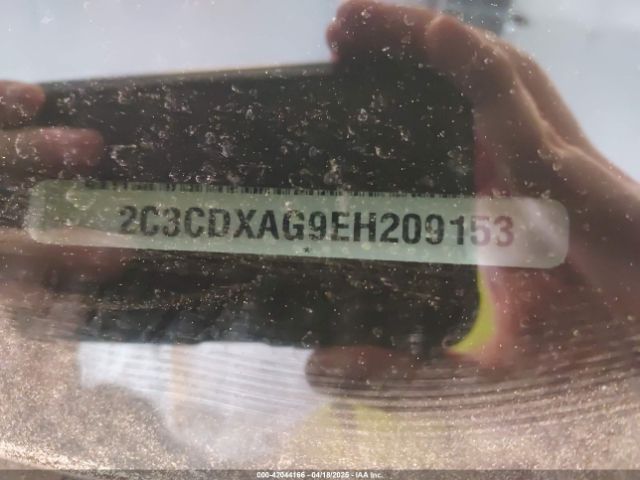 2C3CDXAG9EH209153
*
000-42044166 - 04/18/2025 - IAA Inc.